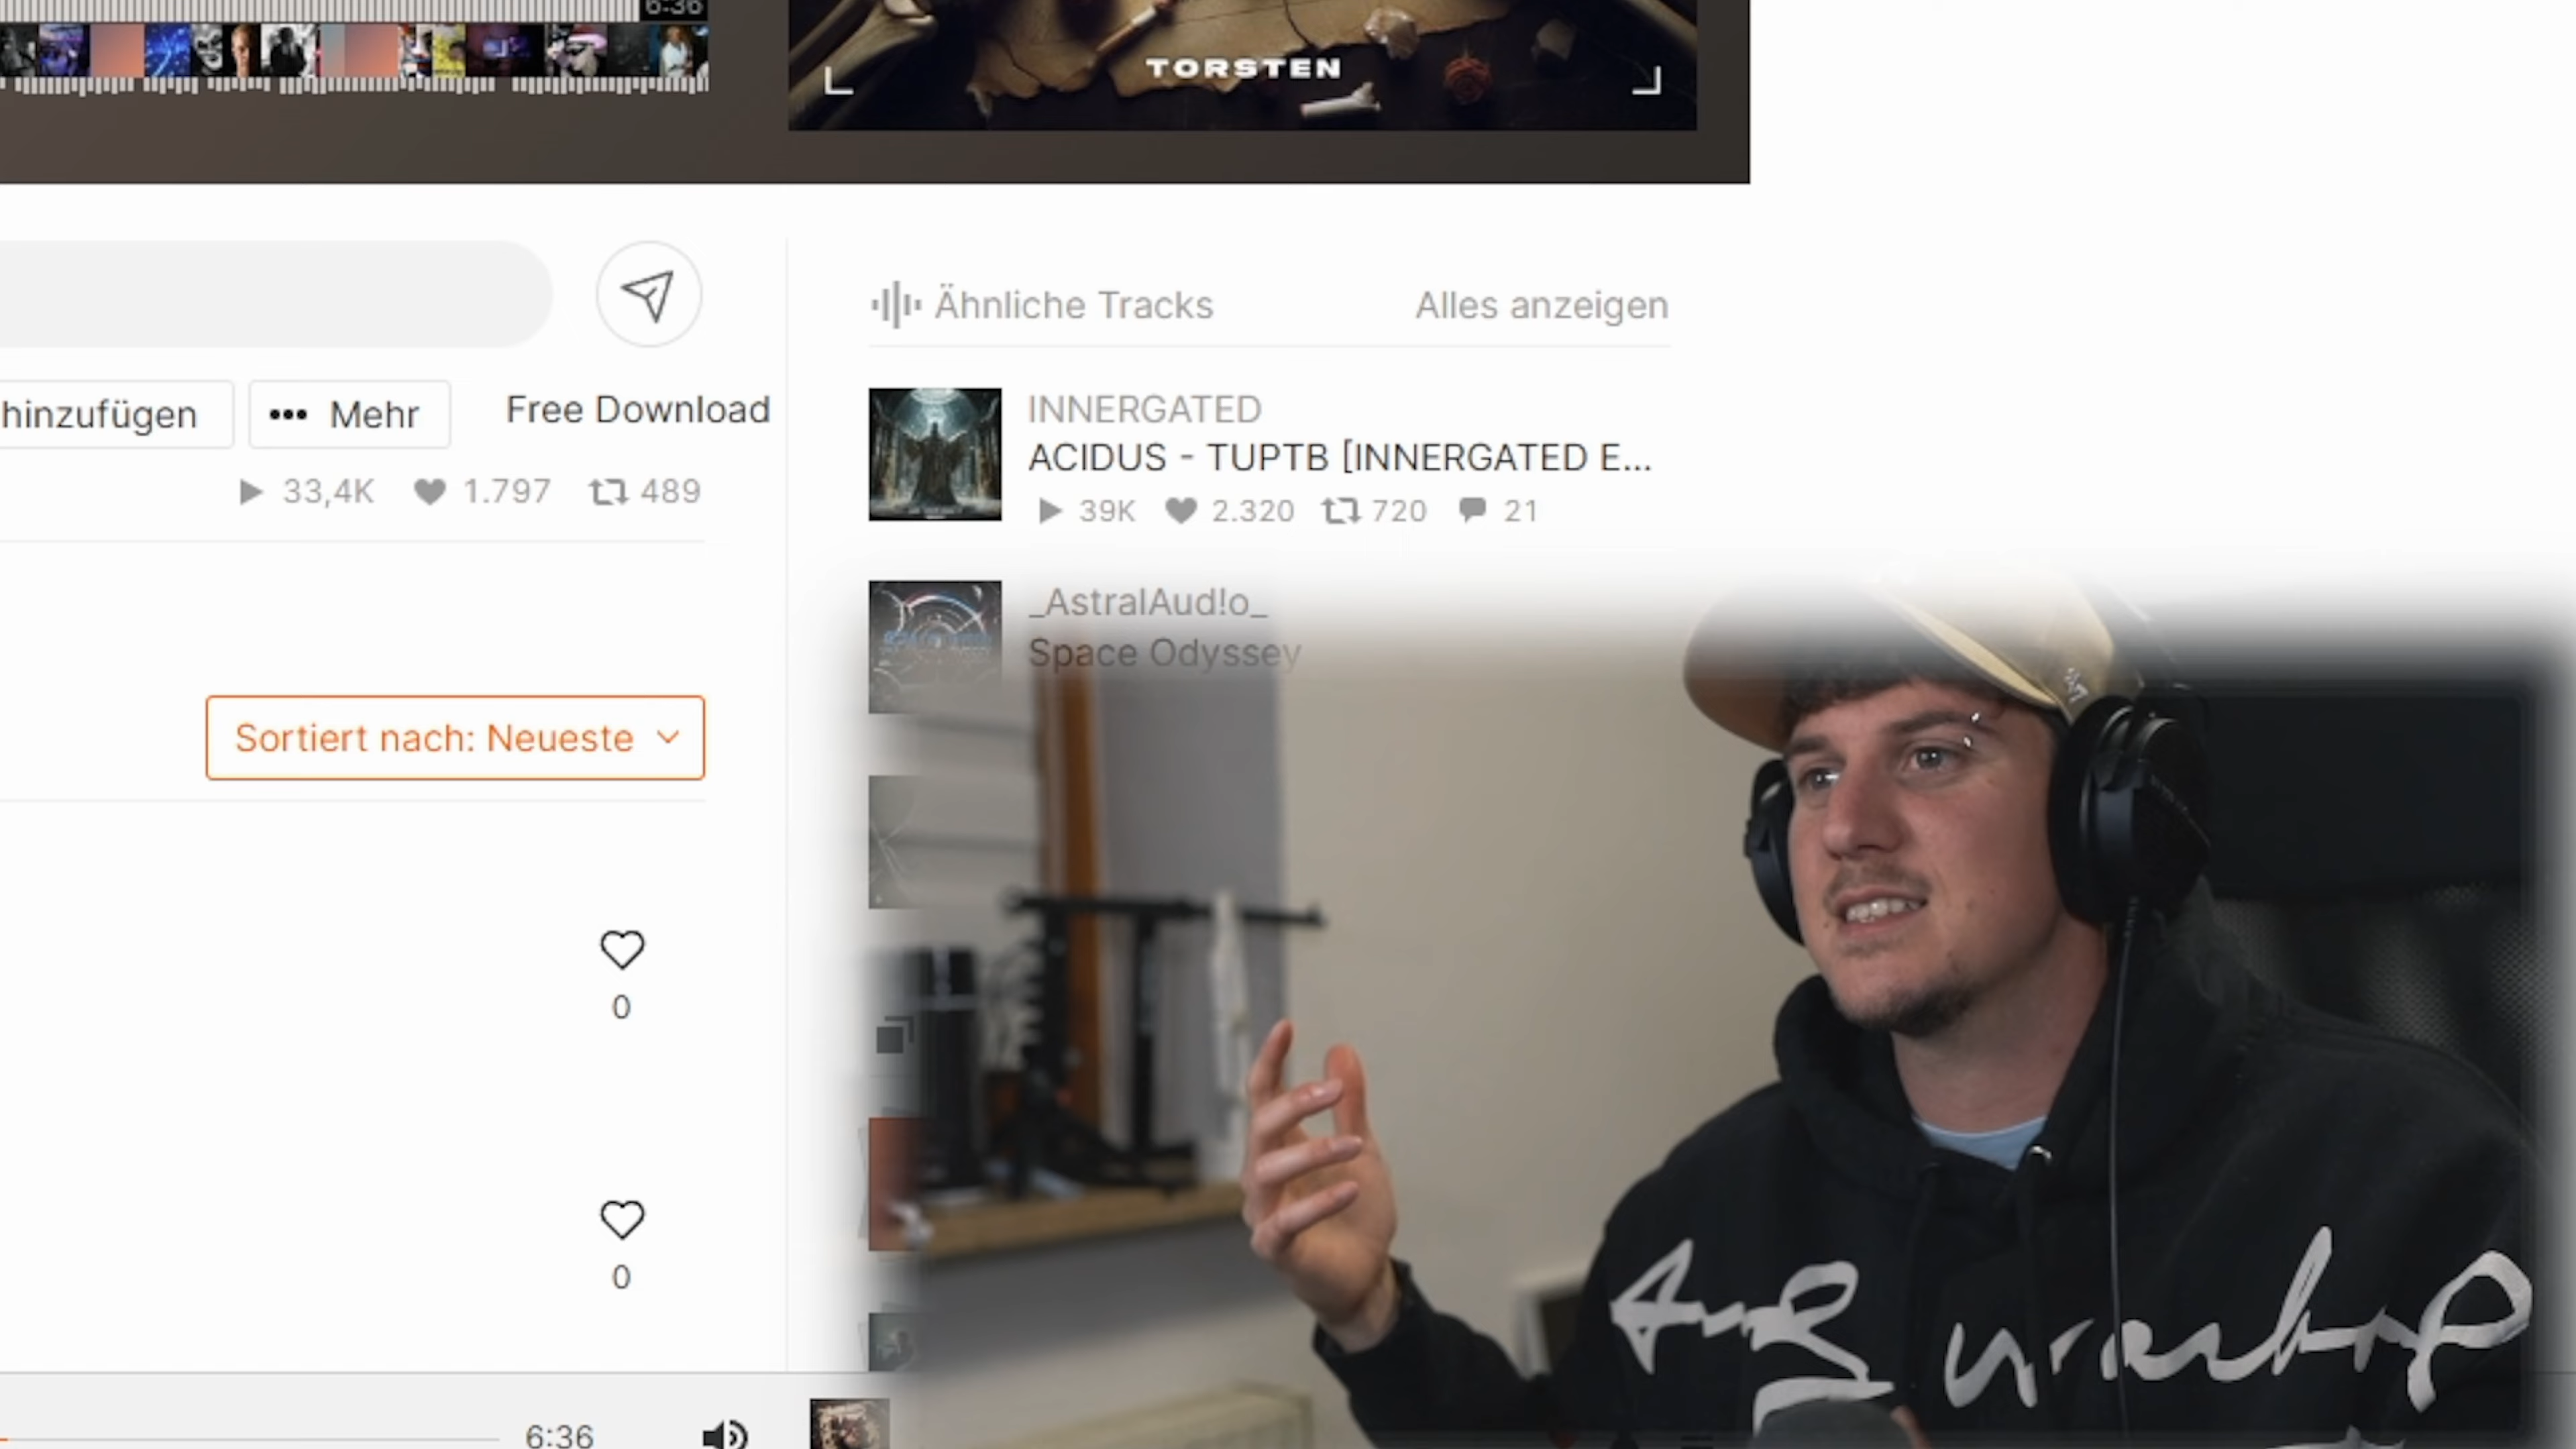 6:36
TORSTEN
Ähnliche Tracks
Alles anzeigen
hinzufügen
Mehr
Free Download
33,4K
1.797
489
INNERGATED
ACIDUS - TUPTB [INNERGATED E...
39K
2.320
720
21
_AstralAud!o_
Space Odyssey
Sortiert nach: Neueste
0
0
6:36